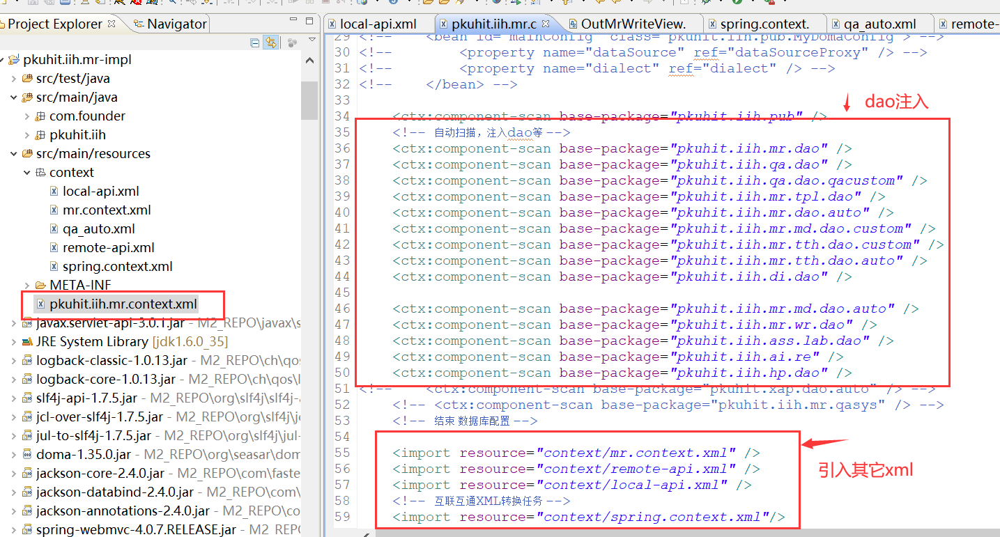 Project Explorer
Navigator
pkuhit.iih.mr-impl
src/test/java
src/main/java
com.founder
pkuhit.iih
src/main/resources
context
local-api.xml
mr.context.xml
qa_auto.xml
remote-api.xml
spring.context.xml
META-INF
pkuhit.iih.mr.context.xml
javax.servlet-api-3.0.1.jar - M2_REPO\javax\s
JRE System Library [jdk1.6.0_35]
logback-classic-1.0.13.jar - M2_REPO\ch\qos
logback-core-1.0.13.jar - M2_REPO\ch\qos\l
slf4j-api-1.7.5.jar - M2_REPO\org\slf4j\slf4j-a
jcl-over-slf4j-1.7.5.jar - M2_REPO\org\slf4j\jc
jul-to-slf4j-1.7.5.jar - M2_REPO\org\slf4j\jul-
doma-1.35.0.jar - M2_REPO\org\seasar\dom
jackson-core-2.4.0.jar - M2_REPO\com\faste
jackson-databind-2.4.0.jar - M2_REPO\com\
jackson-annotations-2.4.0.jar - M2_REPO\co
spring-webmvc-4.0.7.RELEASE.jar - M2_REP
local-api.xml
pkuhit.iih.mr.c
OutMrWriteView.
spring.context.
qa_auto.xml
remote-
29 <!-- <bean id="mainConfig" class="pkuhit.iih.pub.MyDomaConfig"> -->
30 <!-- <property name="dataSource" ref="dataSourceProxy" /> -->
31 <!-- <property name="dialect" ref="dialect" /> -->
32 <!-- </bean> -->
33
dao注入
34 <ctx:component-scan base-package="pkuhit.iih.pub" />
35 <!-- 自动扫描，注入dao等 -->
36 <ctx:component-scan base-package="pkuhit.iih.mr.dao" />
37 <ctx:component-scan base-package="pkuhit.iih.qa.dao" />
38 <ctx:component-scan base-package="pkuhit.iih.qa.dao.qacustom" />
39 <ctx:component-scan base-package="pkuhit.iih.mr.tpl.dao" />
40 <ctx:component-scan base-package="pkuhit.iih.mr.dao.auto" />
41 <ctx:component-scan base-package="pkuhit.iih.mr.md.dao.custom" />
42 <ctx:component-scan base-package="pkuhit.iih.mr.tth.dao.custom" />
43 <ctx:component-scan base-package="pkuhit.iih.mr.tth.dao.auto" />
44 <ctx:component-scan base-package="pkuhit.iih.di.dao" />
45
46 <ctx:component-scan base-package="pkuhit.iih.mr.md.dao.auto" />
47 <ctx:component-scan base-package="pkuhit.iih.mr.wr.dao" />
48 <ctx:component-scan base-package="pkuhit.iih.ass.lab.dao" />
49 <ctx:component-scan base-package="pkuhit.iih.ai.re" />
50 <ctx:component-scan base-package="pkuhit.iih.hp.dao" />
51 <!-- <ctx:component-scan base-package="pkuhit.xap.dao.auto" /> -->
52 <!-- <ctx:component-scan base-package="pkuhit.iih.mr.qasys" /> -->
53 <!-- 结束 数据库配置 -->
54
55 <import resource="context/mr.context.xml" />
56 <import resource="context/remote-api.xml" />
57 <import resource="context/local-api.xml" />
58 <!-- 互联互通XML转换任务 -->
59 <import resource="context/spring.context.xml"/>
引入其它xml